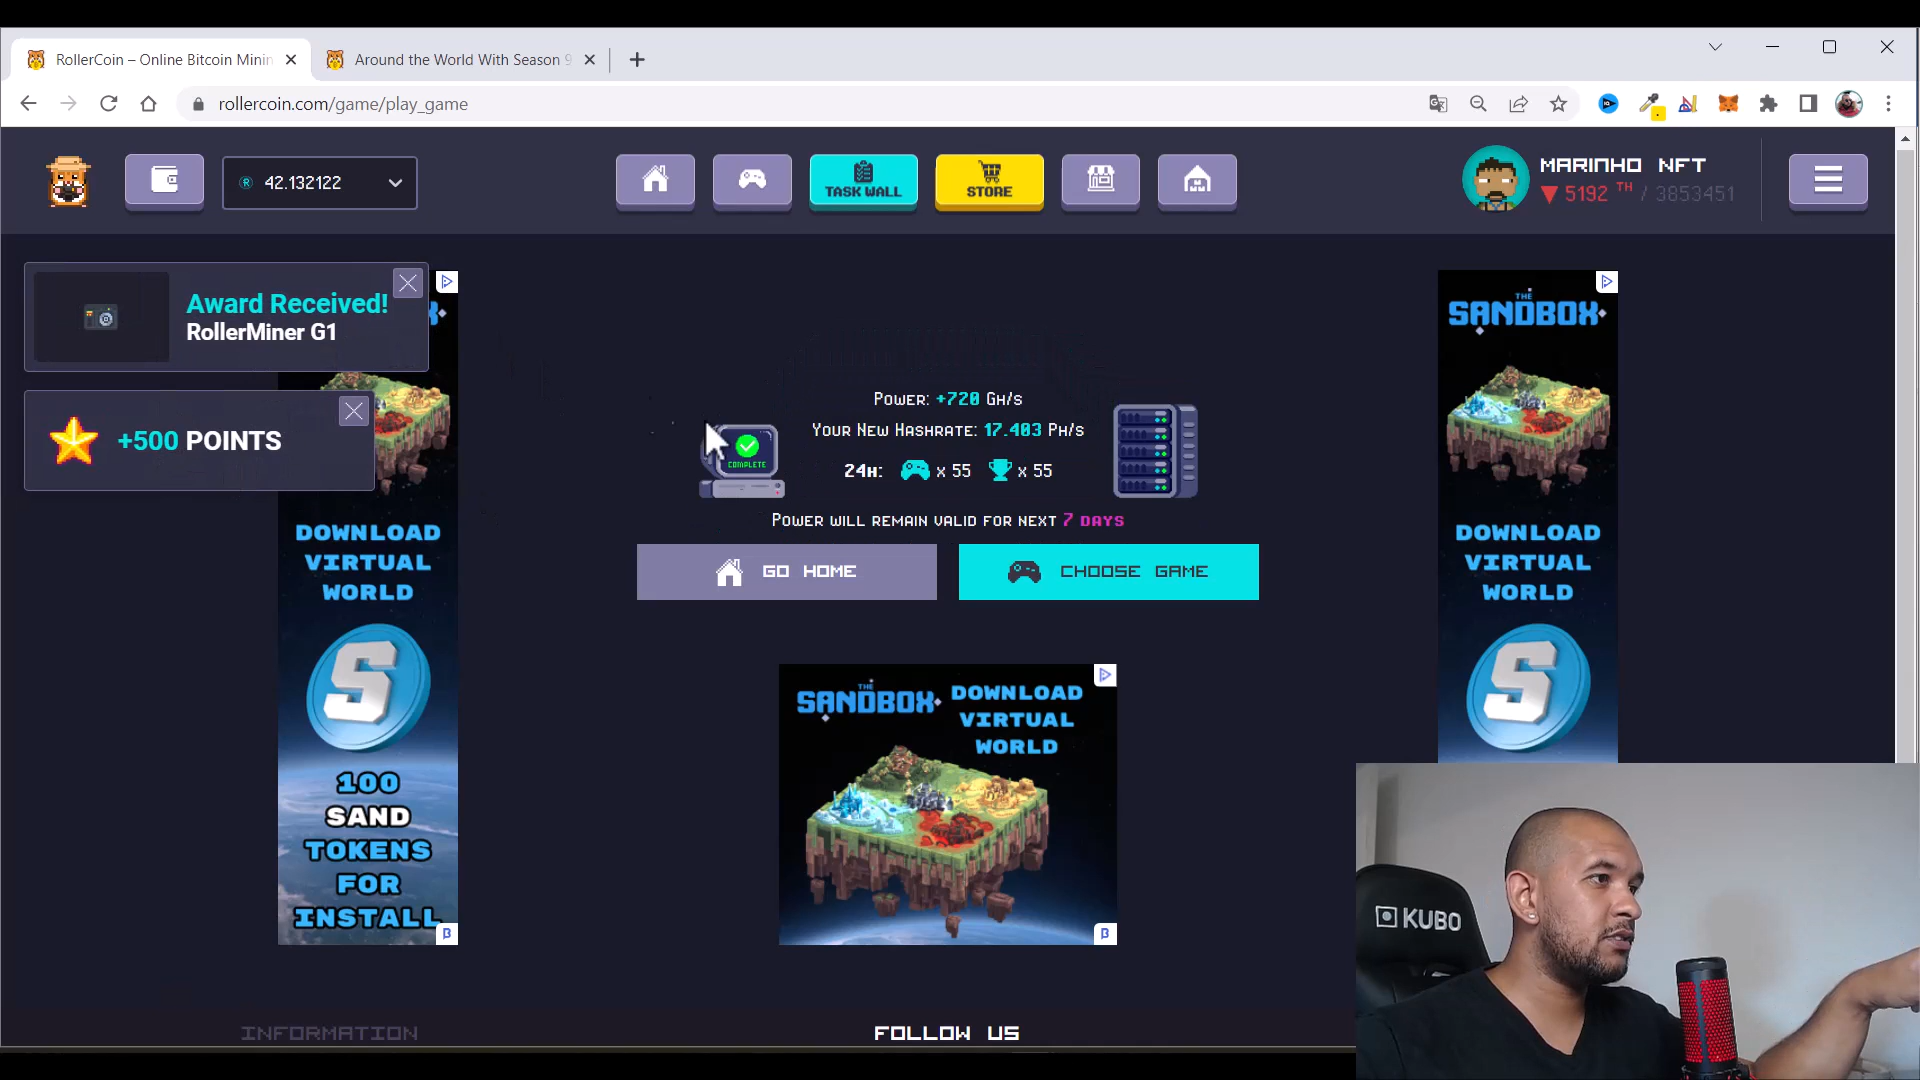 RollerCoin – Online Bitcoin Minin
Around the World With Season 9
rollercoin.com/game/play_game
42.132122
TASK WALL
STORE
MARINHO NFT
5192 TH / 3853451
Award Received!
RollerMiner G1
+500 POINTS
POWER: +720 GH/S
YOUR NEW HASHRATE: 17.403 PH/S
COMPLETE
24H: x 55 x 55
POWER WILL REMAIN VALID FOR NEXT 7 DAYS
GO HOME
CHOOSE GAME
DOWNLOAD
VIRTUAL
WORLD
100
SAND
TOKENS
FOR
INSTALL
THE
SANDBOX
DOWNLOAD
VIRTUAL
WORLD
THE
SANDBOX
DOWNLOAD
VIRTUAL
WORLD
KUBO
INFORMATION
FOLLOW US